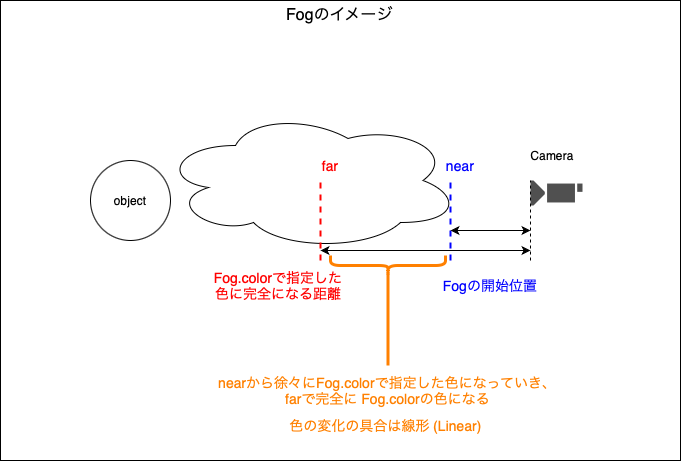 Fogのイメージ
Camera
far
near
object
Fog.colorで指定した
色に完全になる距離
Fogの開始位置
nearから徐々にFog.colorで指定した色になっていき、
farで完全に Fog.colorの色になる
色の変化の具合は線形 (Linear)